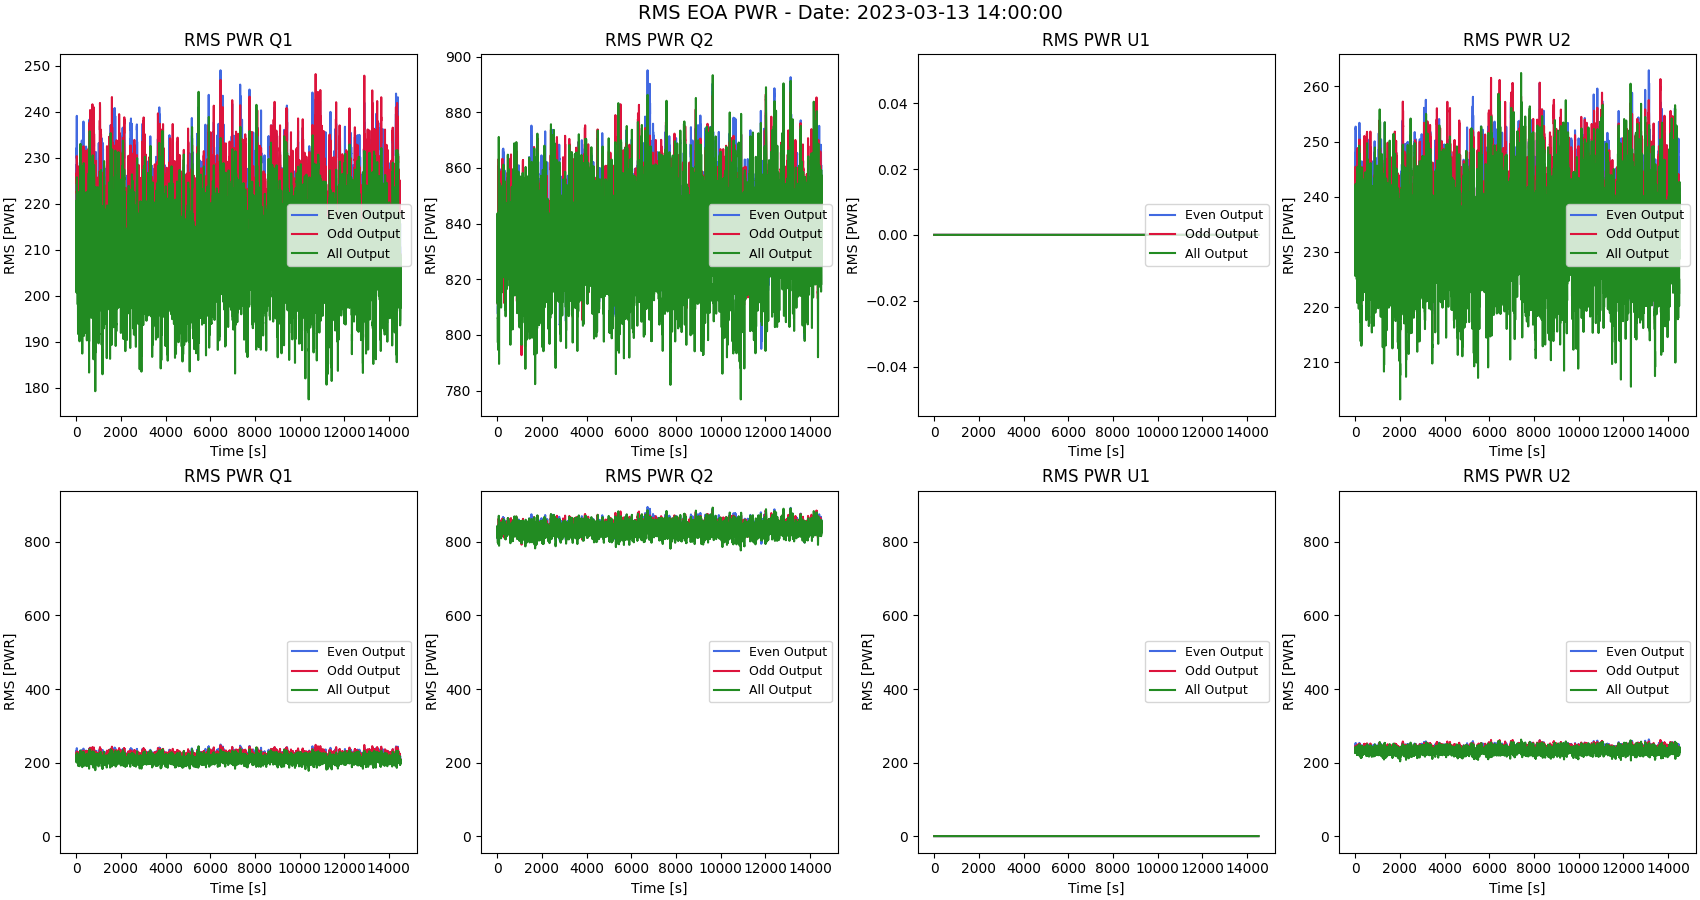 RMS EOA PWR - Date: 2023-03-13 14:00:00
RMS PWR Q1
RMS [PWR]
250
240
230
220
210
200
190
180
0 2000 4000 6000 8000 10000 12000 14000
Time [s]
Even Output
Odd Output
All Output
RMS PWR Q2
RMS [PWR]
900
880
860
840
820
800
780
0 2000 4000 6000 8000 10000 12000 14000
Time [s]
Even Output
Odd Output
All Output
RMS PWR U1
RMS [PWR]
0.04
0.02
0.00
−0.02
−0.04
0 2000 4000 6000 8000 10000 12000 14000
Time [s]
Even Output
Odd Output
All Output
RMS PWR U2
RMS [PWR]
260
250
240
230
220
210
0 2000 4000 6000 8000 10000 12000 14000
Time [s]
Even Output
Odd Output
All Output
RMS PWR Q1
RMS [PWR]
800
600
400
200
0
0 2000 4000 6000 8000 10000 12000 14000
Time [s]
Even Output
Odd Output
All Output
RMS PWR Q2
RMS [PWR]
800
600
400
200
0
0 2000 4000 6000 8000 10000 12000 14000
Time [s]
Even Output
Odd Output
All Output
RMS PWR U1
RMS [PWR]
800
600
400
200
0
0 2000 4000 6000 8000 10000 12000 14000
Time [s]
Even Output
Odd Output
All Output
RMS PWR U2
RMS [PWR]
800
600
400
200
0
0 2000 4000 6000 8000 10000 12000 14000
Time [s]
Even Output
Odd Output
All Output